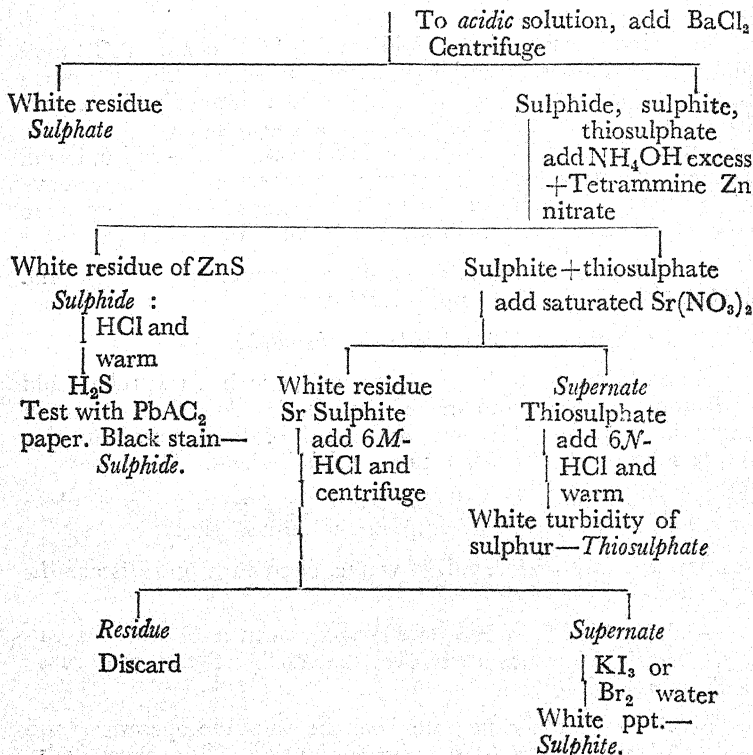 To acidic solution, add BaCl₂
Centrifuge
White residue
Sulphate
Sulphide, sulphite,
thiosulphate
add NH₄OH excess
+Tetrammine Zn
nitrate
White residue of ZnS
Sulphide :
HCl and
warm
H₂S
Test with PbAC₂
paper. Black stain—
Sulphide.
Sulphite+thiosulphate
add saturated Sr(NO₃)₂
White residue
Sr Sulphite
add 6M-
HCl and
centrifuge
Supernate
Thiosulphate
add 6N-
HCl and
warm
White turbidity of
sulphur—Thiosulphate
Residue
Discard
Supernate
KI₃ or
Br₂ water
White ppt.—
Sulphite.